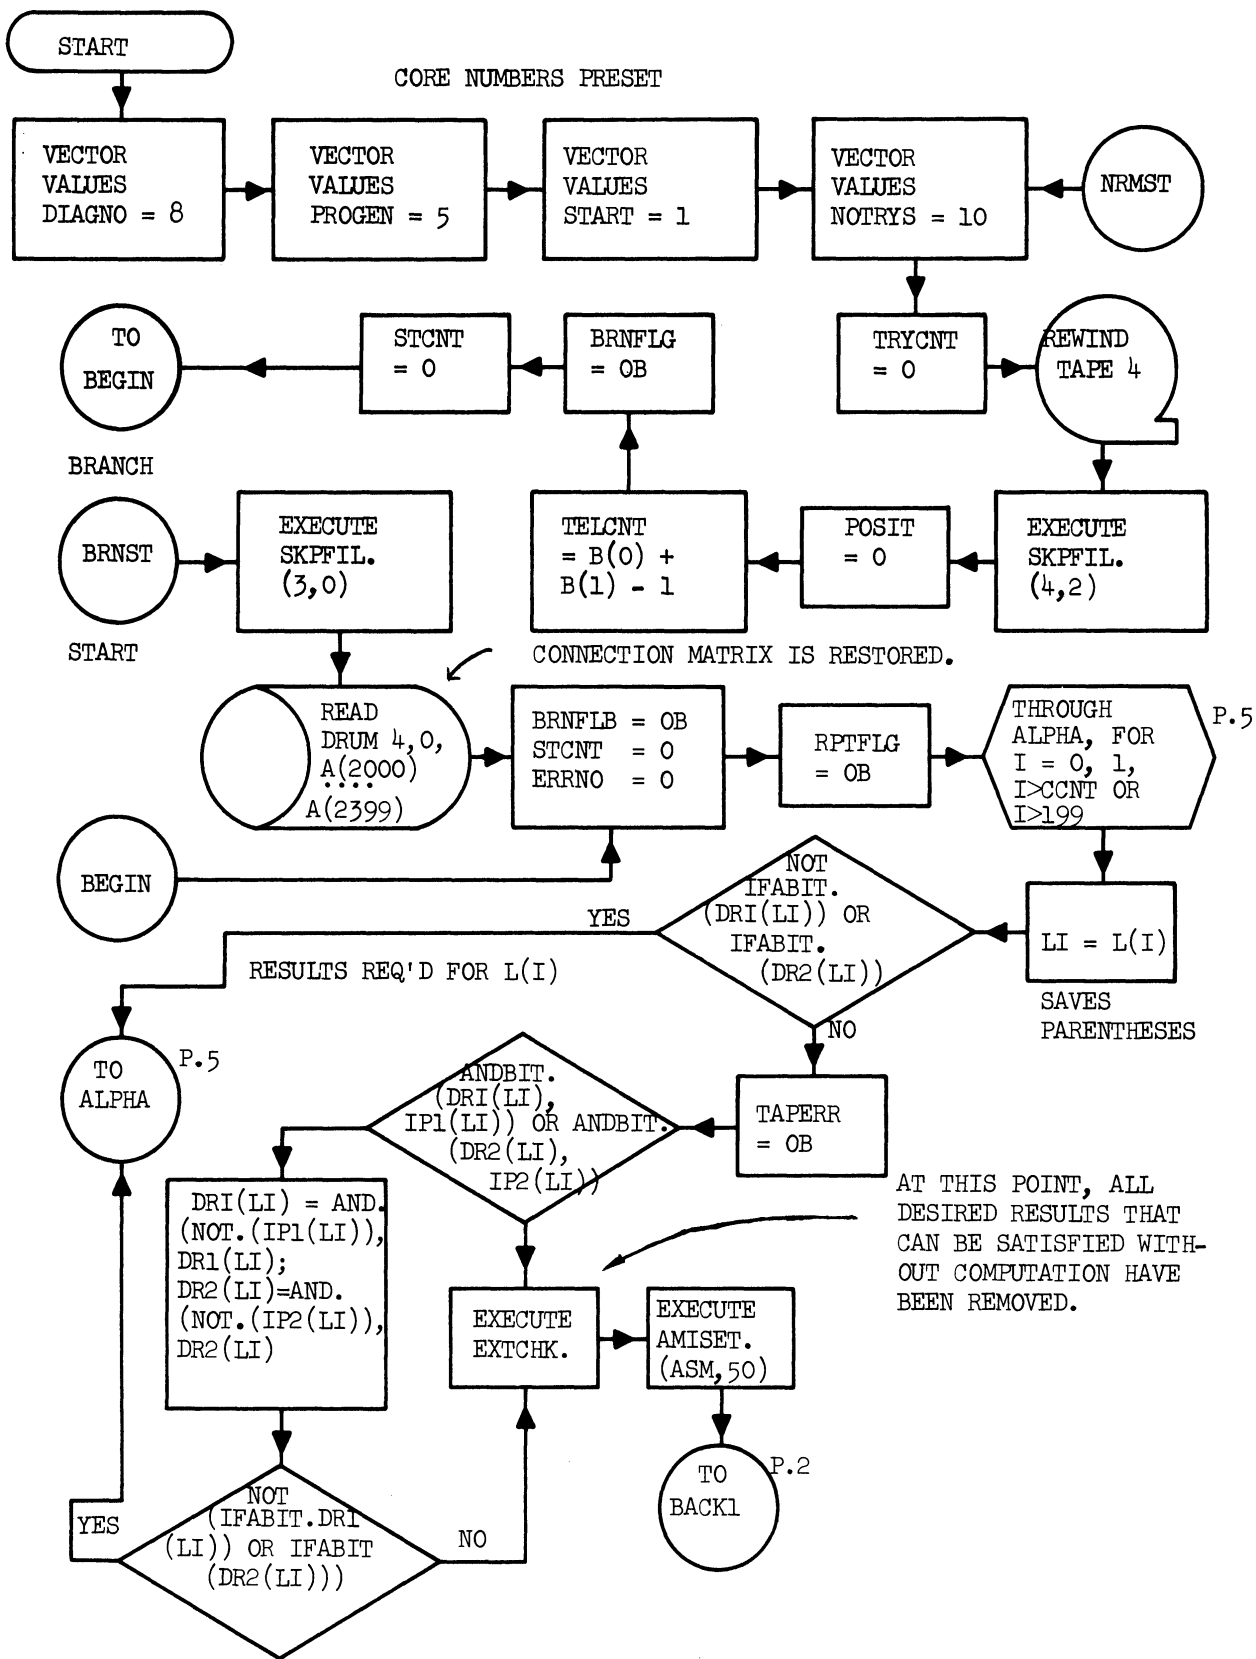 START
CORE NUMBERS PRESET
VECTOR
VALUES
DIAGNO = 8
VECTOR
VALUES
PROGEN = 5
VECTOR
VALUES
START = 1
VECTOR
VALUES
NOTRYS = 10
NRMST
TO
BEGIN
STCNT
= 0
BRNFLG
= OB
TRYCNT
= 0
REWIND
TAPE 4
BRANCH
BRNST
START
EXECUTE
SKPFIL.
(3,0)
TELCNT
= B(0) +
B(1) - 1
POSIT
= 0
EXECUTE
SKPFIL.
(4,2)
CONNECTION MATRIX IS RESTORED.
READ
DRUM 4,0,
A(2000)
....
A(2399)
BRNFLB = OB
STCNT = 0
ERRNO = 0
RPTFLG
= OB
THROUGH
ALPHA, FOR
I = 0, 1,
I>CCNT OR
I>199
P.5
BEGIN
NOT
IFABIT.
(DRI(LI)) OR
IFABIT.
(DR2(LI))
YES
NO
LI = L(I)
SAVES
PARENTHESES
RESULTS REQ'D FOR L(I)
TO
ALPHA
P.5
ANDBIT.
(DRI(LI),
IP1(LI)) OR ANDBIT.
(DR2(LI),
IP2(LI))
TAPERR
= OB
DRI(LI) = AND.
(NOT.(IP1(LI)),
DR1(LI);
DR2(LI)=AND.
(NOT.(IP2(LI)),
DR2(LI)
AT THIS POINT, ALL
DESIRED RESULTS THAT
CAN BE SATISFIED WITH-
OUT COMPUTATION HAVE
BEEN REMOVED.
EXECUTE
EXTCHK.
EXECUTE
AMISET.
(ASM,50)
TO
BACK1
P.2
NOT
(IFABIT.DRI
(LI)) OR IFABIT
(DR2(LI)))
YES
NO